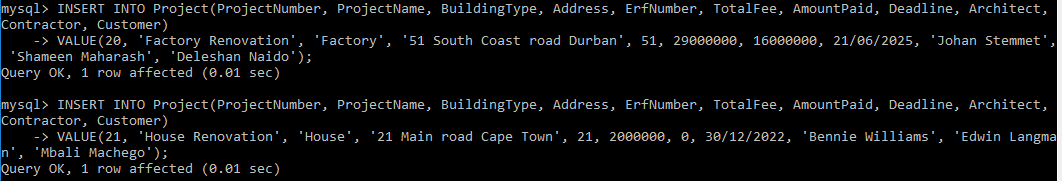 mysql> INSERT INTO Project(ProjectNumber, ProjectName, BuildingType, Address, ErfNumber, TotalFee, AmountPaid, Deadline, Architect,
Contractor, Customer)
    -> VALUE(20, 'Factory Renovation', 'Factory', '51 South Coast road Durban', 51, 29000000, 16000000, 21/06/2025, 'Johan Stemmet',
 'Shameen Maharash', 'Deleshan Naido');
Query OK, 1 row affected (0.01 sec)

mysql> INSERT INTO Project(ProjectNumber, ProjectName, BuildingType, Address, ErfNumber, TotalFee, AmountPaid, Deadline, Architect,
Contractor, Customer)
    -> VALUE(21, 'House Renovation', 'House', '21 Main road Cape Town', 21, 2000000, 0, 30/12/2022, 'Bennie Williams', 'Edwin Langma
n', 'Mbali Machego');
Query OK, 1 row affected (0.01 sec)